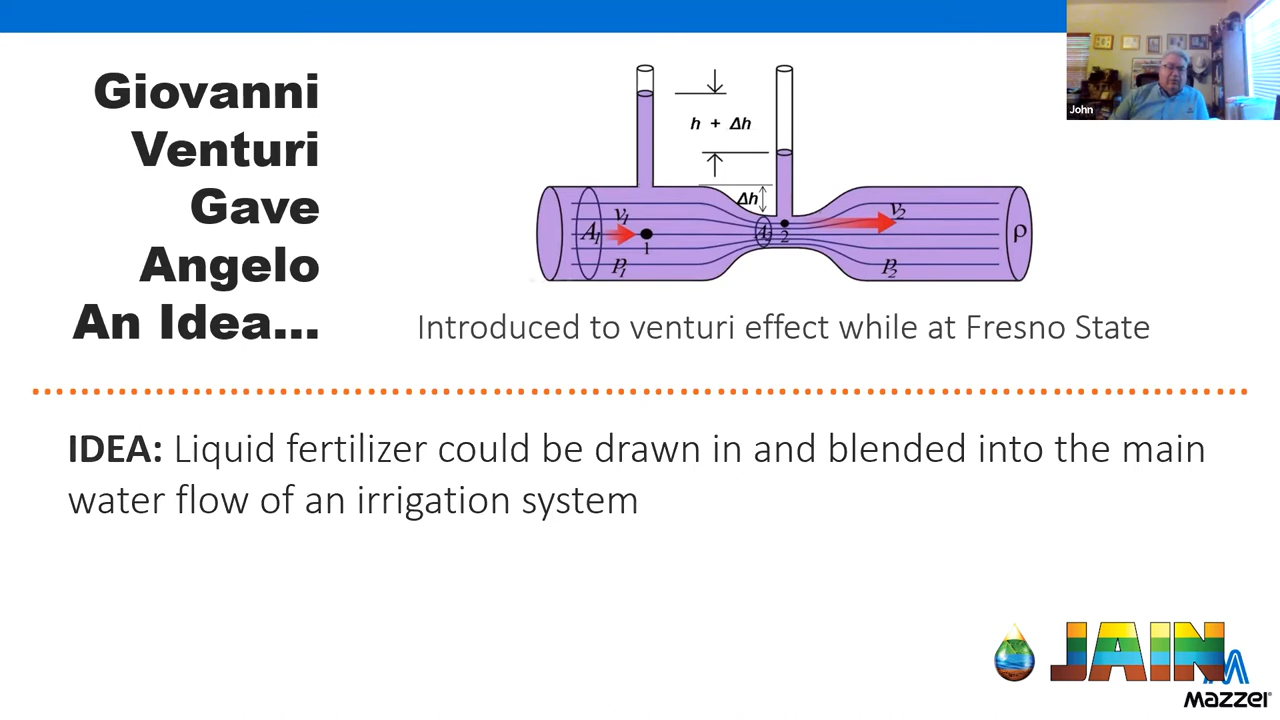 Giovanni
Venturi
Gave
Angelo
An Idea...
h + Δh
Δh
v₁
A₁
1
p₁
2
v₂
p₂
ρ
Introduced to venturi effect while at Fresno State
IDEA: Liquid fertilizer could be drawn in and blended into the main
water flow of an irrigation system
John
JAIN
Mazzei®